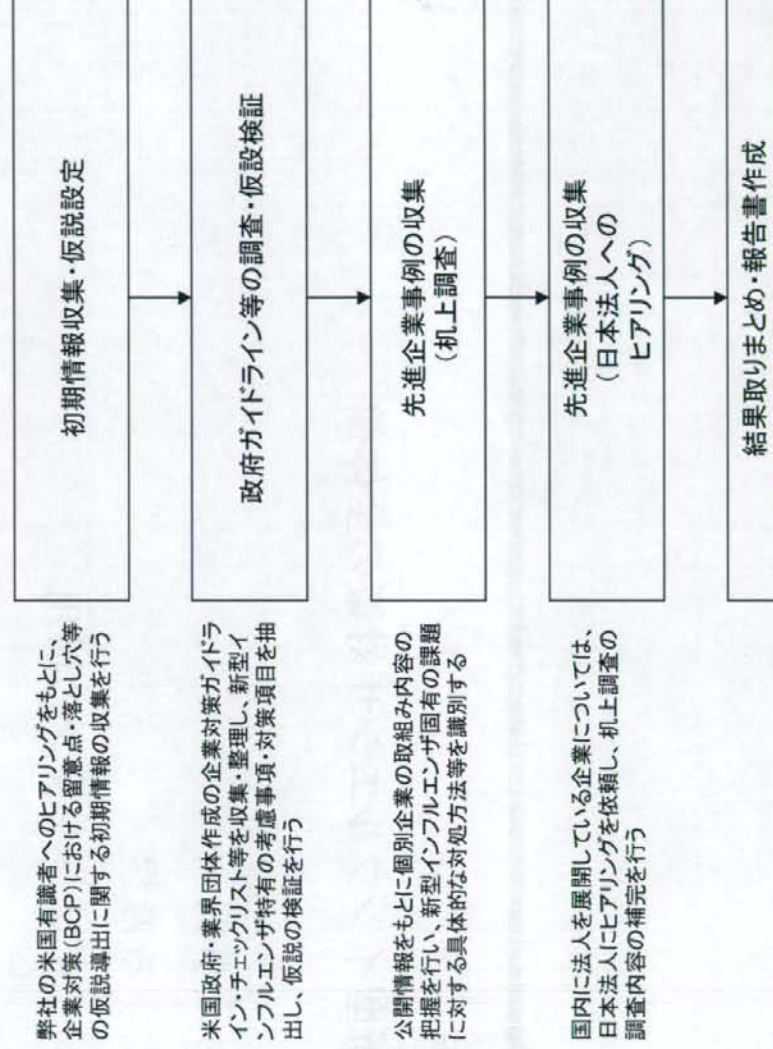 初期情報収集・仮説設定
弊社の米国有識者へのヒアリングをもとに、
企業対策(BCP)における留意点・落とし穴等
の仮説導出に関する初期情報の収集を行う
政府ガイドライン等の調査・仮設検証
米国政府・業界団体作成の企業対策ガイドラ
イン・チェックリスト等を収集・整理し、新型イ
ンフルエンザ特有の考慮事項・対策項目を抽
出し、仮説の検証を行う
先進企業事例の収集
(机上調査)
公開情報をもとに個別企業の取組み内容の
把握を行い、新型インフルエンザ固有の課題
に対する具体的な対処方法等を識別する
先進企業事例の収集
(日本法人への
ヒアリング)
国内に法人を展開している企業については、
日本法人にヒアリングを依頼し、机上調査の
調査内容の補完を行う
結果取りまとめ・報告書作成